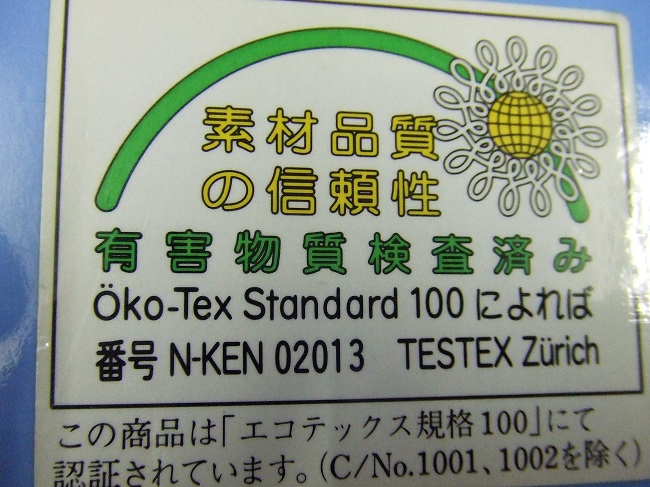 素材品質
の信頼性
有害物質検査済み
Öko-Tex Standard 100 によれば
番号 N-KEN 02013 TESTEX Zürich
この商品は「エコテックス規格100」にて
認証されています。(C/No.1001、1002を除く)